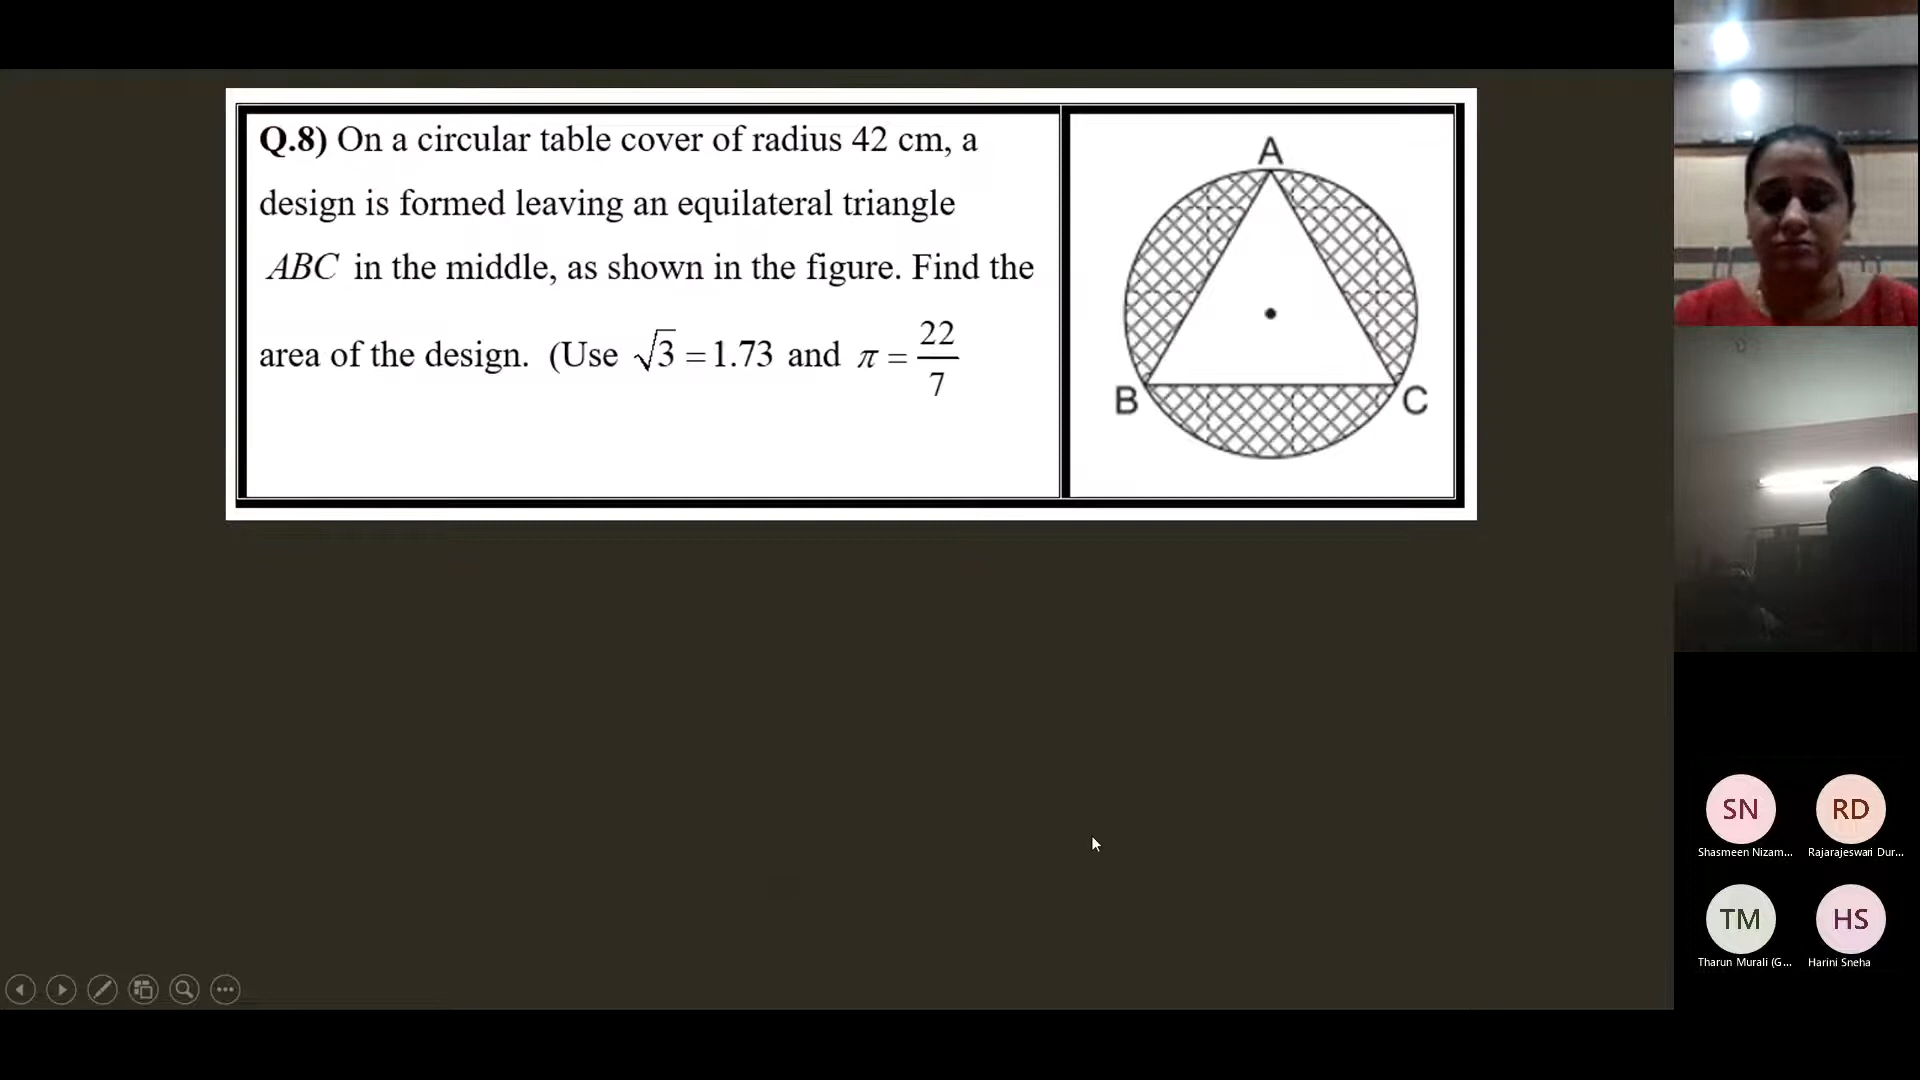 Q.8) On a circular table cover of radius 42 cm, a
design is formed leaving an equilateral triangle
ABC in the middle, as shown in the figure. Find the
area of the design. (Use √3 = 1.73 and π = 22/7
A
B
C
SN
RD
Shasmeen Nizam...
Rajarajeswari Dur...
TM
HS
Tharun Murali (G...
Harini Sneha